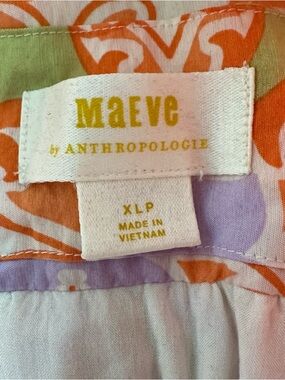 MAEVE
by ANTHROPOLOGIE
XLP
MADE IN
VIETNAM